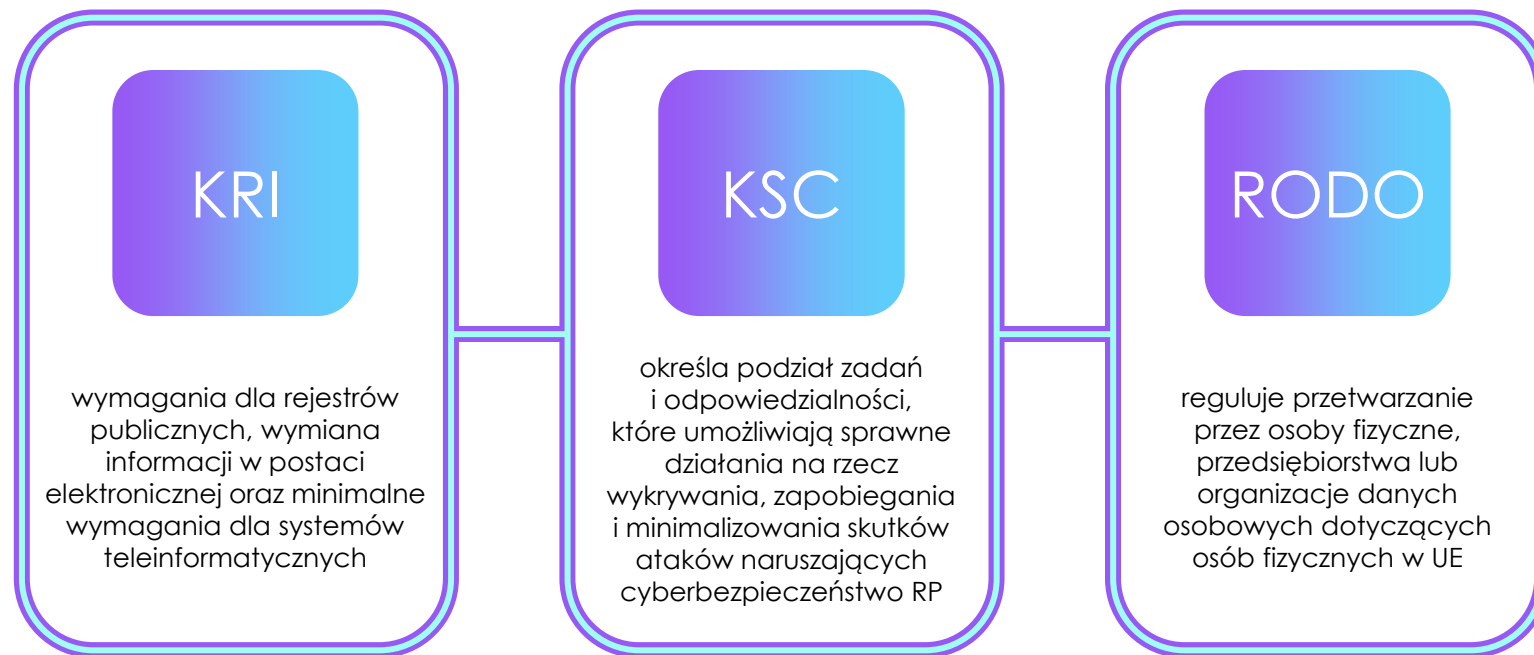 KRI
wymagania dla rejestrów
publicznych, wymiana
informacji w postaci
elektronicznej oraz minimalne
wymagania dla systemów
teleinformatycznych
KSC
określa podział zadań
i odpowiedzialności,
które umożliwiają sprawne
działania na rzecz
wykrywania, zapobiegania
i minimalizowania skutków
ataków naruszających
cyberbezpieczeństwo RP
RODO
reguluje przetwarzanie
przez osoby fizyczne,
przedsiębiorstwa lub
organizacje danych
osobowych dotyczących
osób fizycznych w UE